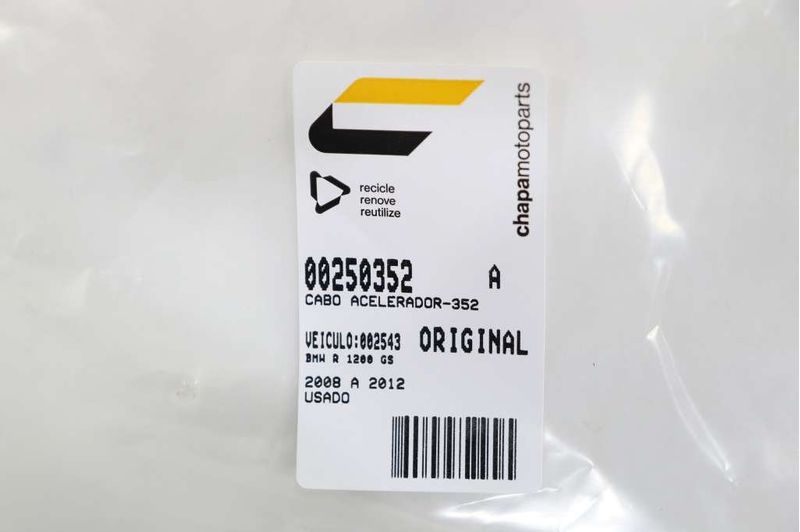 chapamotoparts
recicle
renove
reutilize
00250352 A
CABO ACELERADOR-352
VEICULO:002543 ORIGINAL
BMW R 1200 GS
2008 A 2012
USADO